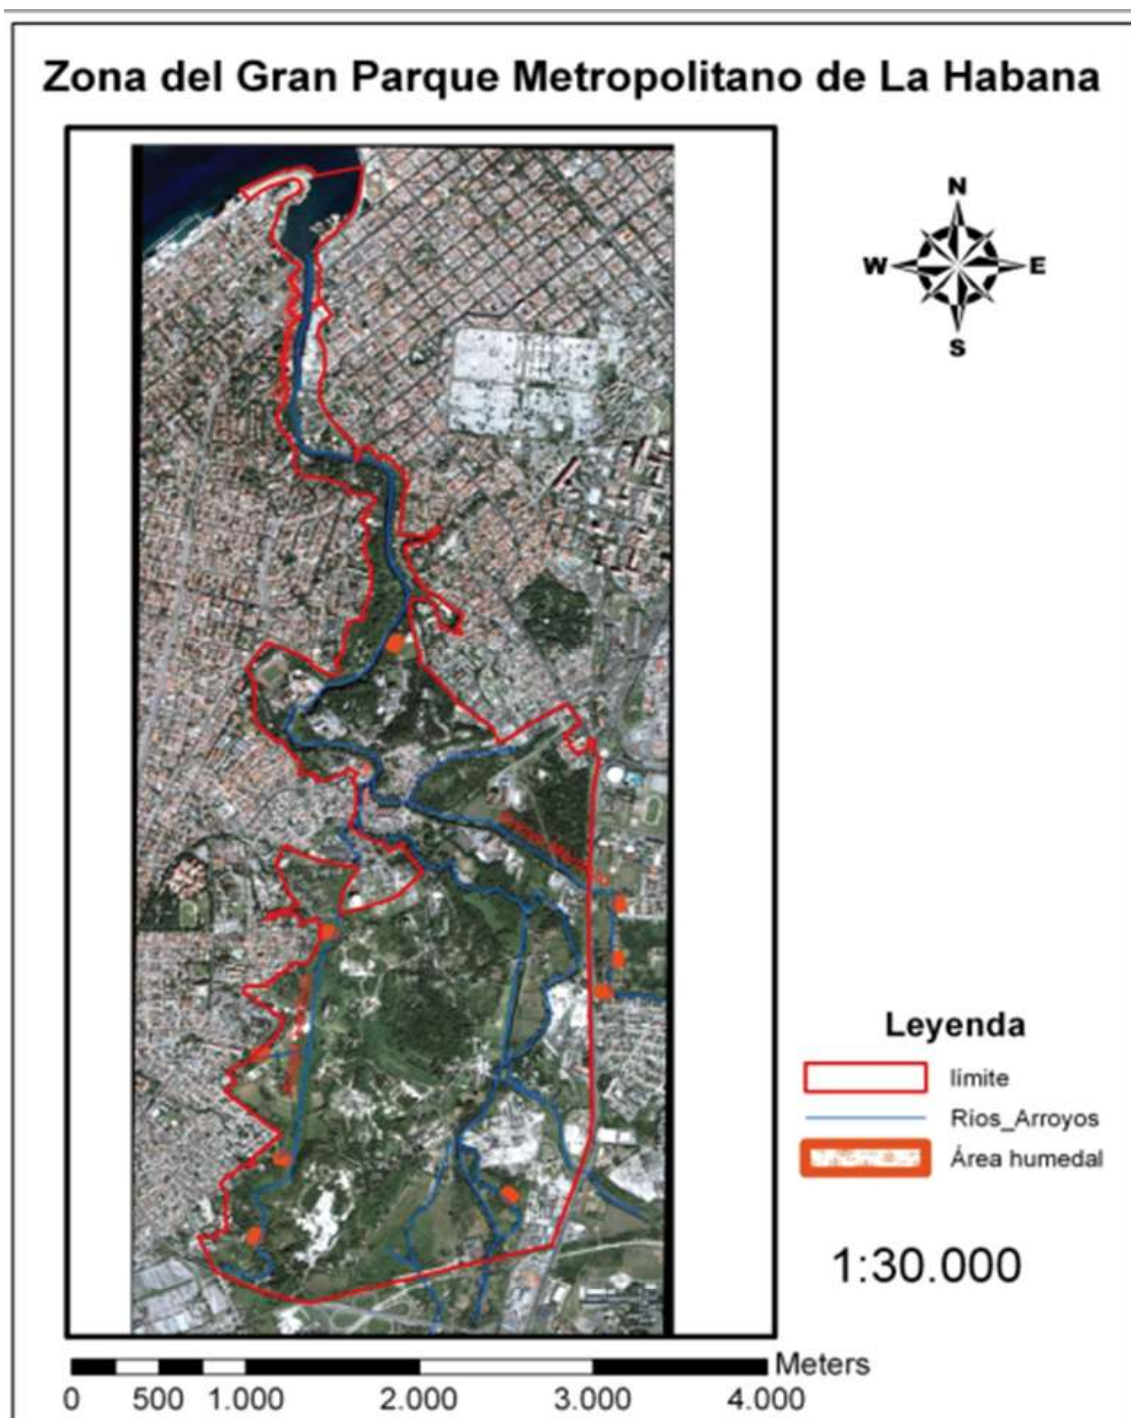 Zona del Gran Parque Metropolitano de La Habana
N
W E
S
Leyenda
límite
Ríos_Arroyos
Área humedal
1:30.000
Meters
0 500 1.000 2.000 3.000 4.000